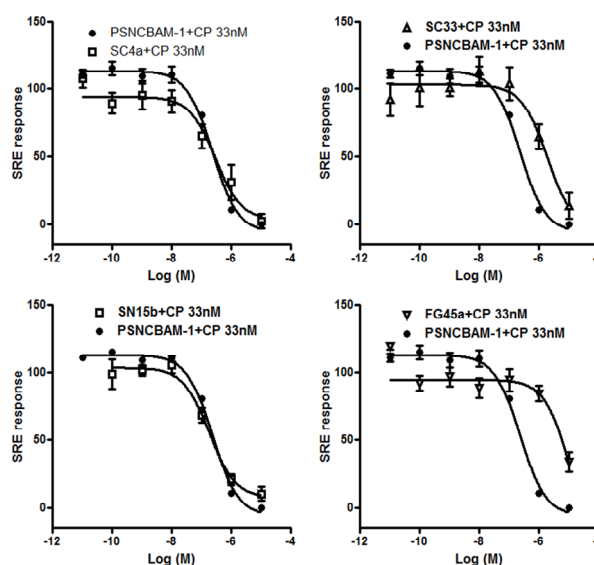 PSNCBAM-1+CP 33nM
SC4a+CP 33nM
SRE response
150
100
50
0
-12 -10 -8 -6 -4
Log (M)
SC33+CP 33nM
PSNCBAM-1+CP 33nM
SRE response
150
100
50
0
-12 -10 -8 -6 -4
Log (M)
SN15b+CP 33nM
PSNCBAM-1+CP 33nM
SRE response
150
100
50
0
-12 -10 -8 -6 -4
Log (M)
FG45a+CP 33nM
PSNCBAM-1+CP 33nM
SRE response
150
100
50
0
-12 -10 -8 -6 -4
Log (M)